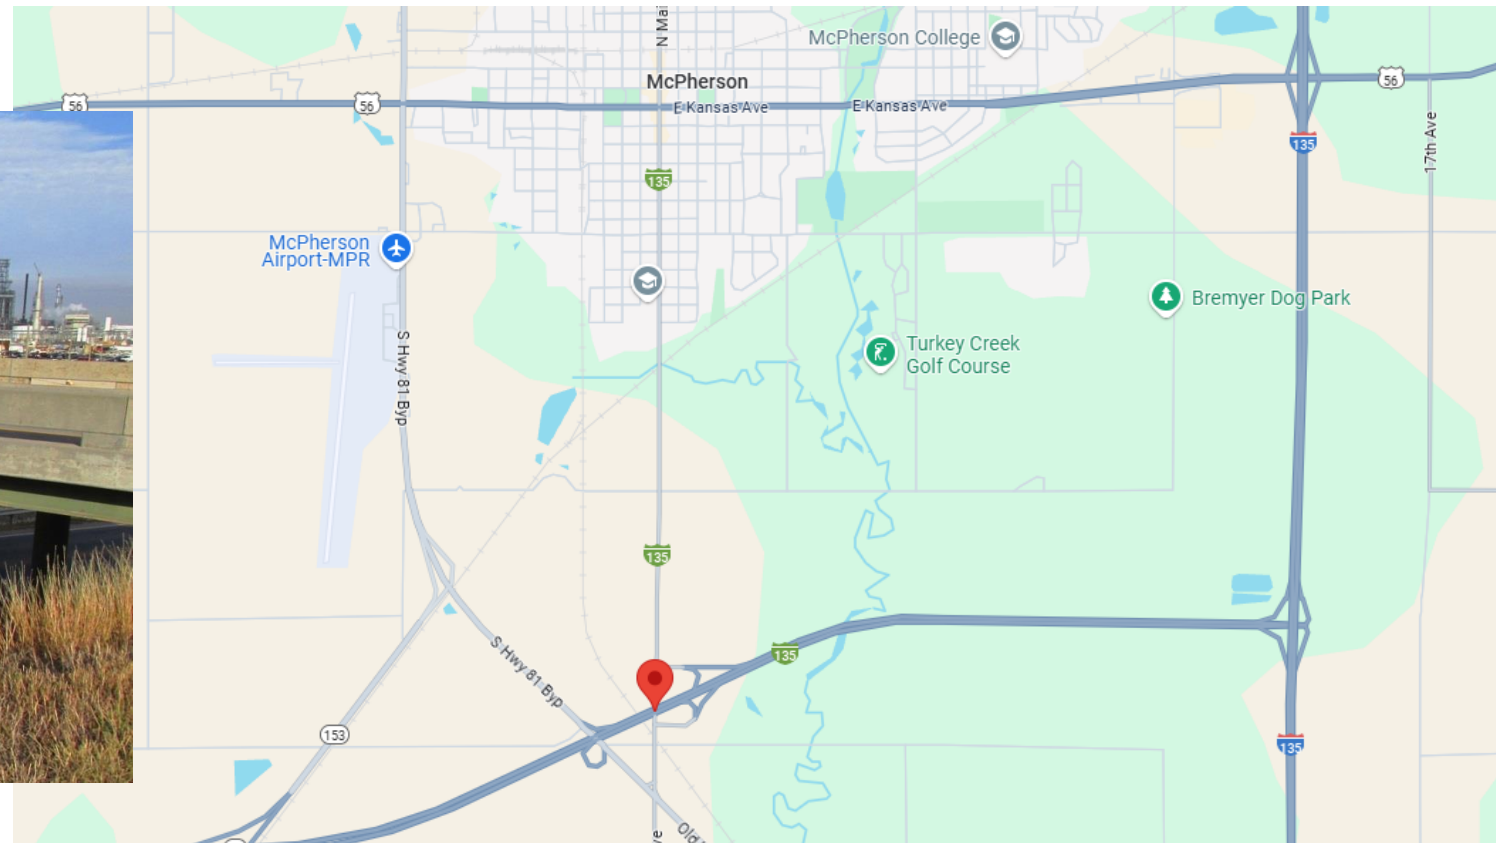 N Mai
McPherson College
McPherson
56
56
56
E Kansas Ave
E Kansas Ave
135
17th Ave
135
McPherson
Airport-MPR
Bremyer Dog Park
S Hwy 81 Byp
Turkey Creek
Golf Course
135
S Hwy 81 Byp
135
153
135
Old
ve